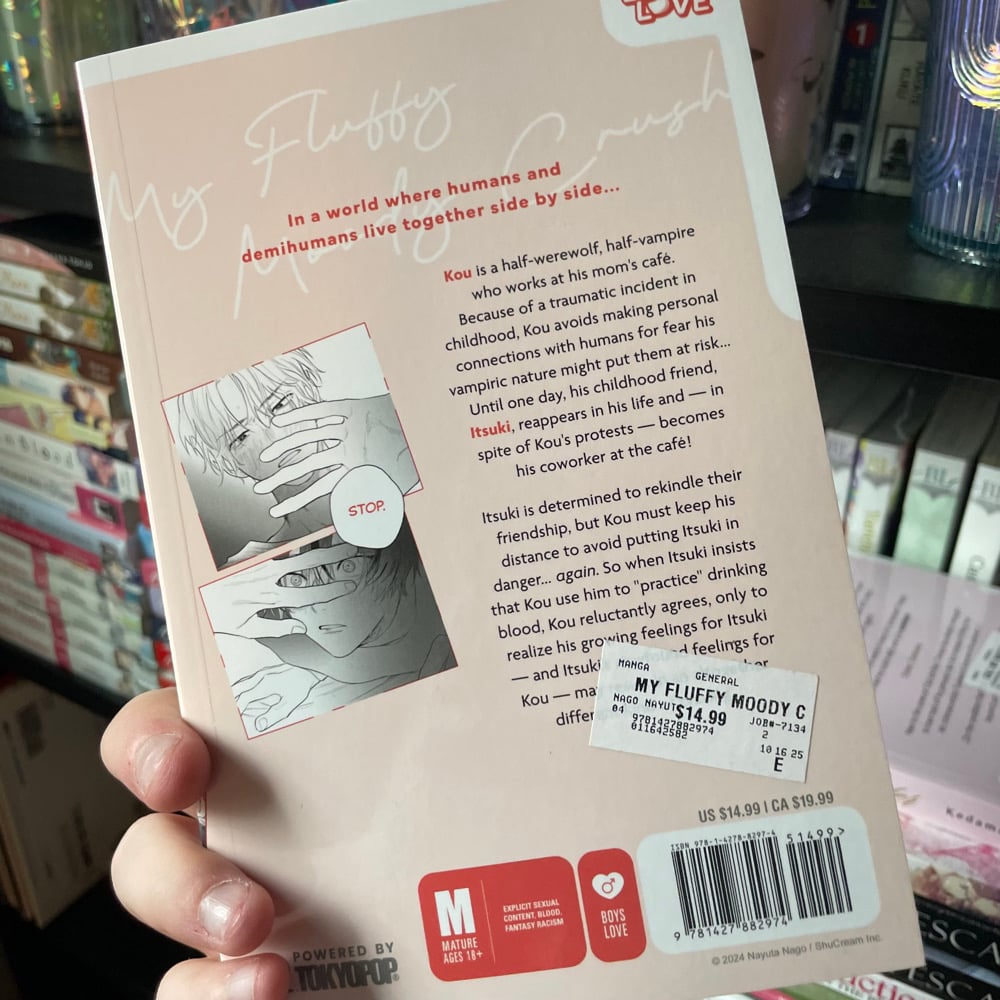 LOVE
My Fluffy
Moody Crush
In a world where humans and
demihumans live together side by side...
Kou is a half-werewolf, half-vampire
who works at his mom's café.
Because of a traumatic incident in
childhood, Kou avoids making personal
connections with humans for fear his
vampiric nature might put them at risk...
Until one day, his childhood friend,
Itsuki, reappears in his life and — in
spite of Kou's protests — becomes
his coworker at the café!
STOP.
Itsuki is determined to rekindle their
friendship, but Kou must keep his
distance to avoid putting Itsuki in
danger... again. So when Itsuki insists
that Kou use him to "practice" drinking
blood, Kou reluctantly agrees, only to
realize his growing feelings for Itsuki
— and Itsuki feelings for
Kou —
MANGA
GENERAL
MY FLUFFY MOODY C
NAGO NAYUT $14.99 JOB#-7134
04 9781427882974 2
011642582 10 16 25
E
US $14.99 | CA $19.99
ISBN 978-1-4278-8297-4 51499>
9 781427 882974
M
MATURE
AGES 18+
EXPLICIT SEXUAL
CONTENT, BLOOD,
FANTASY RACISM
BOYS
LOVE
POWERED BY
TOKYOPOP®
© 2024 Nayuta Nago / ShuCream Inc.
1
Blood
BL
Kodam
ESCA